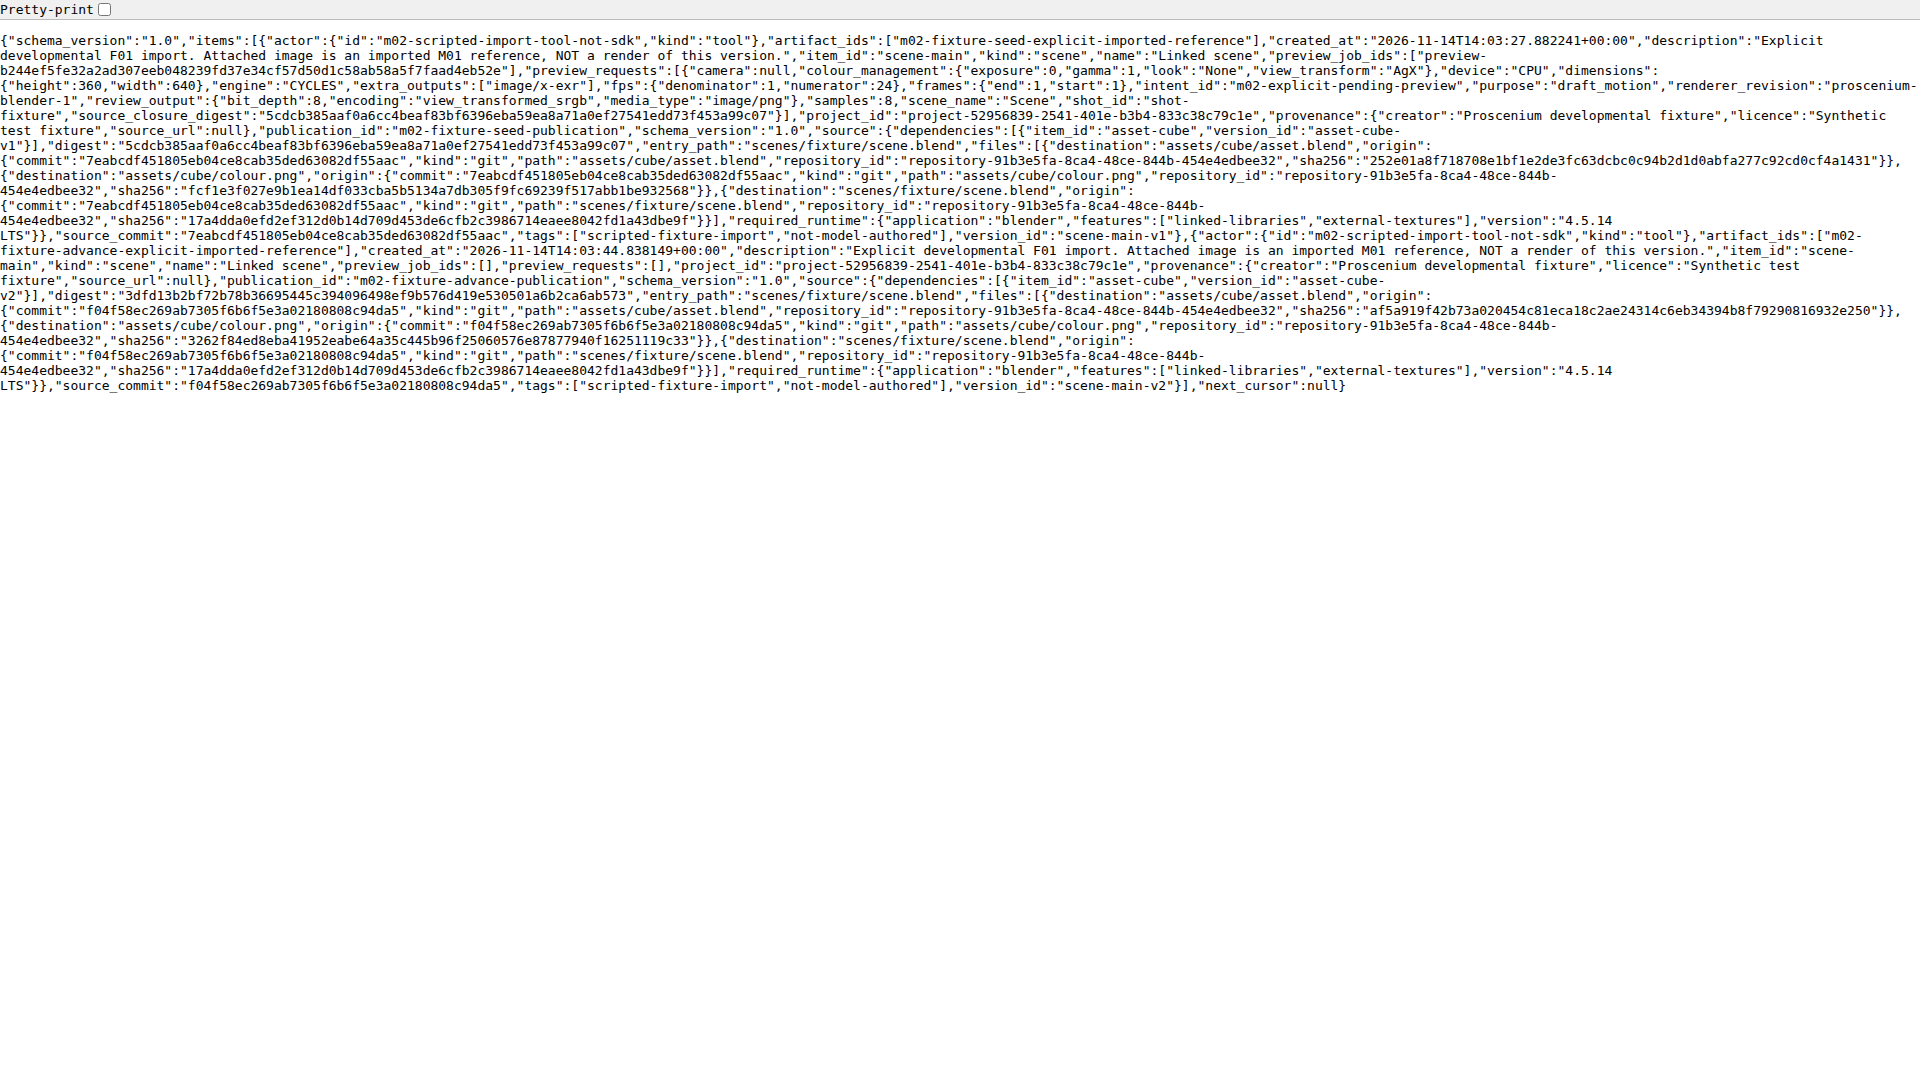 Pretty-print
{"schema_version":"1.0","items":[{"actor":{"id":"m02-scripted-import-tool-not-sdk","kind":"tool"},"artifact_ids":["m02-fixture-seed-explicit-imported-reference"],"created_at":"2026-11-14T14:03:27.882241+00:00","description":"Explicit
developmental F01 import. Attached image is an imported M01 reference, NOT a render of this version.","item_id":"scene-main","kind":"scene","name":"Linked scene","preview_job_ids":["preview-
b244ef5fe32a2ad307eeb048239fd37e34cf57d50d1c58ab58a5f7faad4eb52e"],"preview_requests":[{"camera":null,"colour_management":{"exposure":0,"gamma":1,"look":"None","view_transform":"AgX"},"device":"CPU","dimensions":
{"height":360,"width":640},"engine":"CYCLES","extra_outputs":["image/x-exr"],"fps":{"denominator":1,"numerator":24},"frames":{"end":1,"start":1},"intent_id":"m02-explicit-pending-preview","purpose":"draft_motion","renderer_revision":"proscenium-
blender-1","review_output":{"bit_depth":8,"encoding":"view_transformed_srgb","media_type":"image/png"},"samples":8,"scene_name":"Scene","shot_id":"shot-
fixture","source_closure_digest":"5cdcb385aaf0a6cc4beaf83bf6396eba59ea8a71a0ef27541edd73f453a99c07"}],"project_id":"project-52956839-2541-401e-b3b4-833c38c79c1e","provenance":{"creator":"Proscenium developmental fixture","licence":"Synthetic
test fixture","source_url":null},"publication_id":"m02-fixture-seed-publication","schema_version":"1.0","source":{"dependencies":[{"item_id":"asset-cube","version_id":"asset-cube-
v1"}],"digest":"5cdcb385aaf0a6cc4beaf83bf6396eba59ea8a71a0ef27541edd73f453a99c07","entry_path":"scenes/fixture/scene.blend","files":[{"destination":"assets/cube/asset.blend","origin":
{"commit":"7eabcdf451805eb04ce8cab35ded63082df55aac","kind":"git","path":"assets/cube/asset.blend","repository_id":"repository-91b3e5fa-8ca4-48ce-844b-454e4edbee32","sha256":"252e01a8f718708e1bf1e2de3fc63dcbc0c94b2d1d0abfa277c92cd0cf4a1431"}},
{"destination":"assets/cube/colour.png","origin":{"commit":"7eabcdf451805eb04ce8cab35ded63082df55aac","kind":"git","path":"assets/cube/colour.png","repository_id":"repository-91b3e5fa-8ca4-48ce-844b-
454e4edbee32","sha256":"fcf1e3f027e9b1ea14df033cba5b5134a7db305f9fc69239f517abb1be932568"}},{"destination":"scenes/fixture/scene.blend","origin":
{"commit":"7eabcdf451805eb04ce8cab35ded63082df55aac","kind":"git","path":"scenes/fixture/scene.blend","repository_id":"repository-91b3e5fa-8ca4-48ce-844b-
454e4edbee32","sha256":"17a4dda0efd2ef312d0b14d709d453de6cfb2c3986714eaee8042fd1a43dbe9f"}}],"required_runtime":{"application":"blender","features":["linked-libraries","external-textures"],"version":"4.5.14
LTS"}},"source_commit":"7eabcdf451805eb04ce8cab35ded63082df55aac","tags":["scripted-fixture-import","not-model-authored"],"version_id":"scene-main-v1"},{"actor":{"id":"m02-scripted-import-tool-not-sdk","kind":"tool"},"artifact_ids":["m02-
fixture-advance-explicit-imported-reference"],"created_at":"2026-11-14T14:03:44.838149+00:00","description":"Explicit developmental F01 import. Attached image is an imported M01 reference, NOT a render of this version.","item_id":"scene-
main","kind":"scene","name":"Linked scene","preview_job_ids":[],"preview_requests":[],"project_id":"project-52956839-2541-401e-b3b4-833c38c79c1e","provenance":{"creator":"Proscenium developmental fixture","licence":"Synthetic test
fixture","source_url":null},"publication_id":"m02-fixture-advance-publication","schema_version":"1.0","source":{"dependencies":[{"item_id":"asset-cube","version_id":"asset-cube-
v2"}],"digest":"3dfd13b2bf72b78b36695445c394096498ef9b576d419e530501a6b2ca6ab573","entry_path":"scenes/fixture/scene.blend","files":[{"destination":"assets/cube/asset.blend","origin":
{"commit":"f04f58ec269ab7305f6b6f5e3a02180808c94da5","kind":"git","path":"assets/cube/asset.blend","repository_id":"repository-91b3e5fa-8ca4-48ce-844b-454e4edbee32","sha256":"af5a919f42b73a020454c81eca18c2ae24314c6eb34394b8f79290816932e250"}},
{"destination":"assets/cube/colour.png","origin":{"commit":"f04f58ec269ab7305f6b6f5e3a02180808c94da5","kind":"git","path":"assets/cube/colour.png","repository_id":"repository-91b3e5fa-8ca4-48ce-844b-
454e4edbee32","sha256":"3262f84ed8eba41952eabe64a35c445b96f25060576e87877940f16251119c33"}},{"destination":"scenes/fixture/scene.blend","origin":
{"commit":"f04f58ec269ab7305f6b6f5e3a02180808c94da5","kind":"git","path":"scenes/fixture/scene.blend","repository_id":"repository-91b3e5fa-8ca4-48ce-844b-
454e4edbee32","sha256":"17a4dda0efd2ef312d0b14d709d453de6cfb2c3986714eaee8042fd1a43dbe9f"}}],"required_runtime":{"application":"blender","features":["linked-libraries","external-textures"],"version":"4.5.14
LTS"}},"source_commit":"f04f58ec269ab7305f6b6f5e3a02180808c94da5","tags":["scripted-fixture-import","not-model-authored"],"version_id":"scene-main-v2"}],"next_cursor":null}